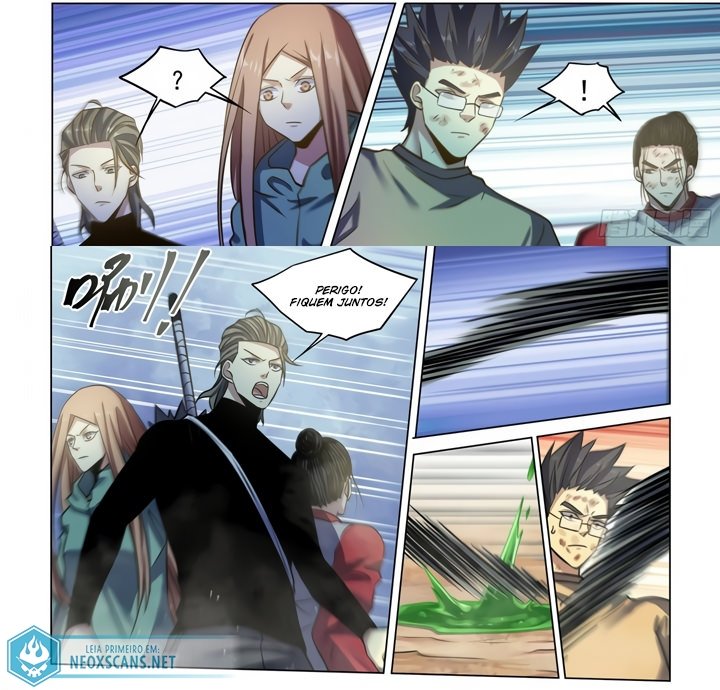 ?
!
PERIGO!
FIQUEM JUNTOS!
LEIA PRIMEIRO EM:
NEOXSCANS.NET